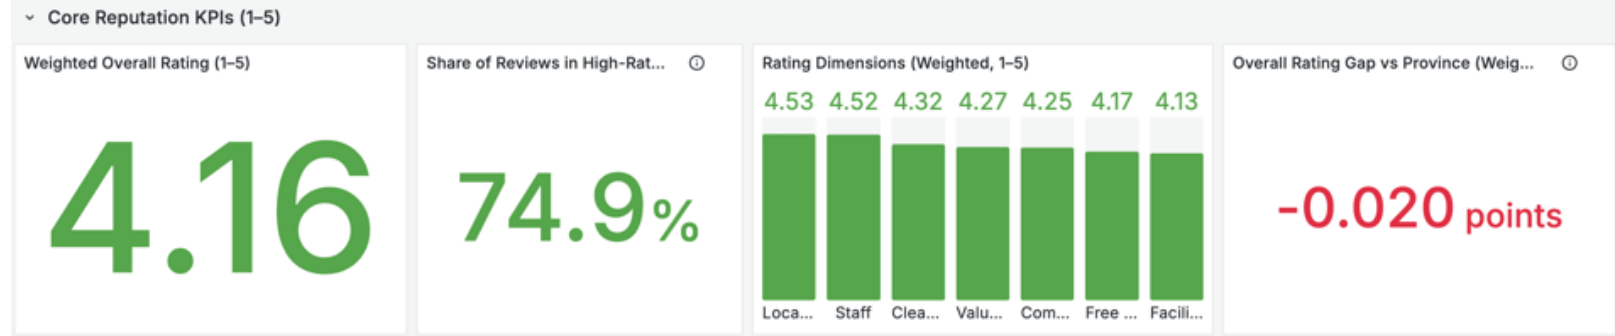 Core Reputation KPIs (1–5)
Weighted Overall Rating (1–5)
4.16
Share of Reviews in High-Rat...
74.9%
Rating Dimensions (Weighted, 1–5)
4.53 4.52 4.32 4.27 4.25 4.17 4.13
Loca... Staff Clea... Valu... Com... Free ... Facili...
Overall Rating Gap vs Province (Weig...
-0.020 points